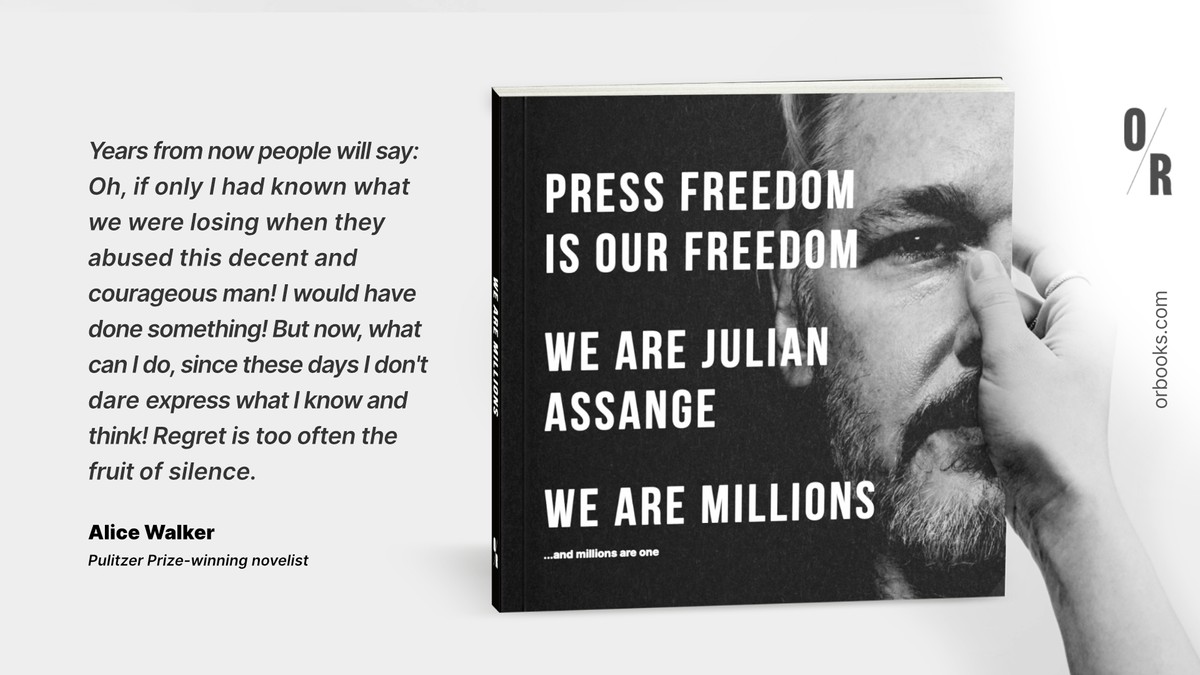 Years from now people will say:
Oh, if only I had known what
we were losing when they
abused this decent and
courageous man! I would have
done something! But now, what
can I do, since these days I don't
dare express what I know and
think! Regret is too often the
fruit of silence.
Alice Walker
Pulitzer Prize-winning novelist
WE ARE MILLIONS
PRESS FREEDOM
IS OUR FREEDOM
WE ARE JULIAN
ASSANGE
WE ARE MILLIONS
...and millions are one
O/R
orbooks.com